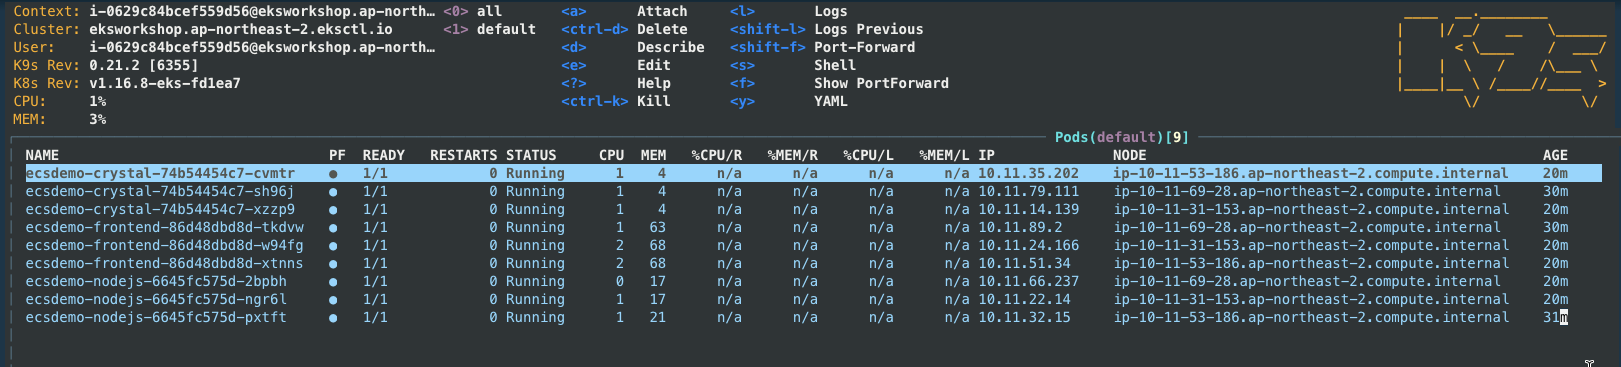 Context: i-0629c84bcef559d56@eksworkshop.ap-north… <0> all <a> Attach <l> Logs
Cluster: eksworkshop.ap-northeast-2.eksctl.io <1> default <ctrl-d> Delete <shift-l> Logs Previous
User: i-0629c84bcef559d56@eksworkshop.ap-north… <d> Describe <shift-f> Port-Forward
K9s Rev: 0.21.2 [6355] <e> Edit <s> Shell
K8s Rev: v1.16.8-eks-fd1ea7 <?> Help <f> Show PortForward
CPU: 1% <ctrl-k> Kill <y> YAML
MEM: 3%
K9s
Pods(default)[9]
NAME PF READY RESTARTS STATUS CPU MEM %CPU/R %MEM/R %CPU/L %MEM/L IP NODE AGE
ecsdemo-crystal-74b54454c7-cvmtr ● 1/1 0 Running 1 4 n/a n/a n/a n/a 10.11.35.202 ip-10-11-53-186.ap-northeast-2.compute.internal 20m
ecsdemo-crystal-74b54454c7-sh96j ● 1/1 0 Running 1 4 n/a n/a n/a n/a 10.11.79.111 ip-10-11-69-28.ap-northeast-2.compute.internal 30m
ecsdemo-crystal-74b54454c7-xzzp9 ● 1/1 0 Running 1 4 n/a n/a n/a n/a 10.11.14.139 ip-10-11-31-153.ap-northeast-2.compute.internal 20m
ecsdemo-frontend-86d48dbd8d-tkdvw ● 1/1 0 Running 1 63 n/a n/a n/a n/a 10.11.89.2 ip-10-11-69-28.ap-northeast-2.compute.internal 30m
ecsdemo-frontend-86d48dbd8d-w94fg ● 1/1 0 Running 2 68 n/a n/a n/a n/a 10.11.24.166 ip-10-11-31-153.ap-northeast-2.compute.internal 20m
ecsdemo-frontend-86d48dbd8d-xtnns ● 1/1 0 Running 2 68 n/a n/a n/a n/a 10.11.51.34 ip-10-11-53-186.ap-northeast-2.compute.internal 20m
ecsdemo-nodejs-6645fc575d-2bpbh ● 1/1 0 Running 0 17 n/a n/a n/a n/a 10.11.66.237 ip-10-11-69-28.ap-northeast-2.compute.internal 20m
ecsdemo-nodejs-6645fc575d-ngr6l ● 1/1 0 Running 1 17 n/a n/a n/a n/a 10.11.22.14 ip-10-11-31-153.ap-northeast-2.compute.internal 20m
ecsdemo-nodejs-6645fc575d-pxtft ● 1/1 0 Running 1 21 n/a n/a n/a n/a 10.11.32.15 ip-10-11-53-186.ap-northeast-2.compute.internal 31m